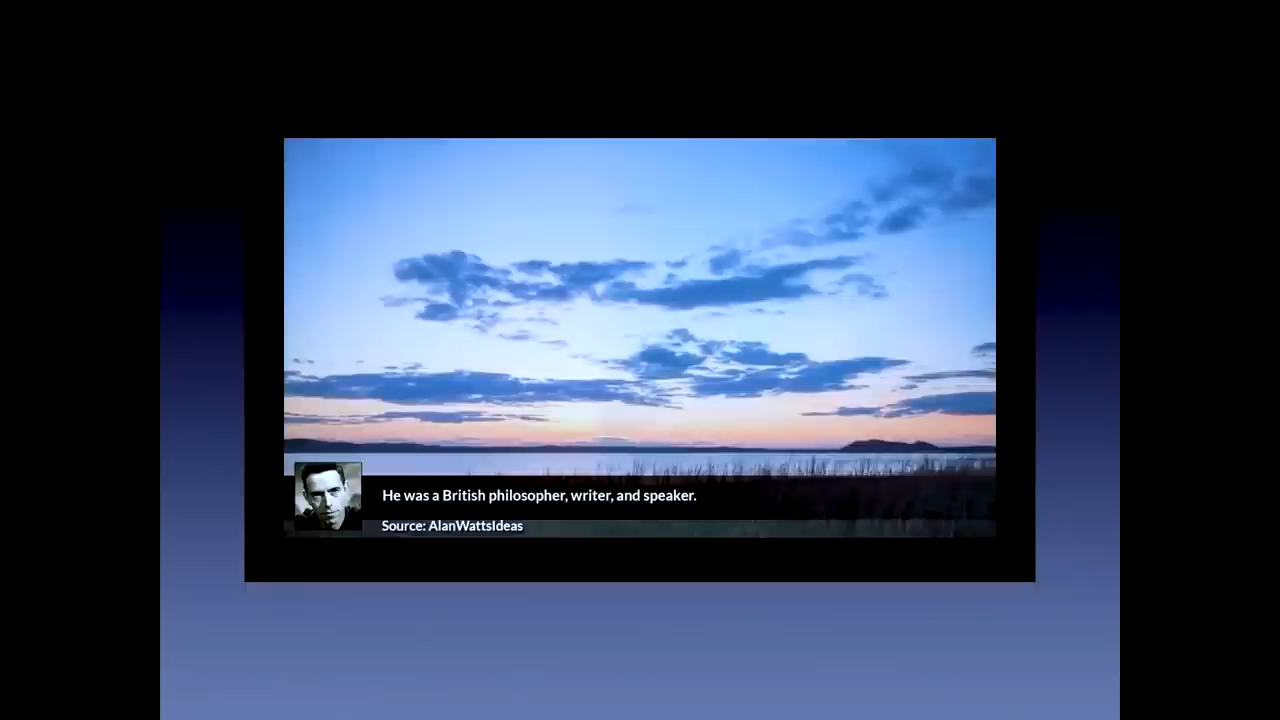 He was a British philosopher, writer, and speaker.
Source: AlanWattsIdeas